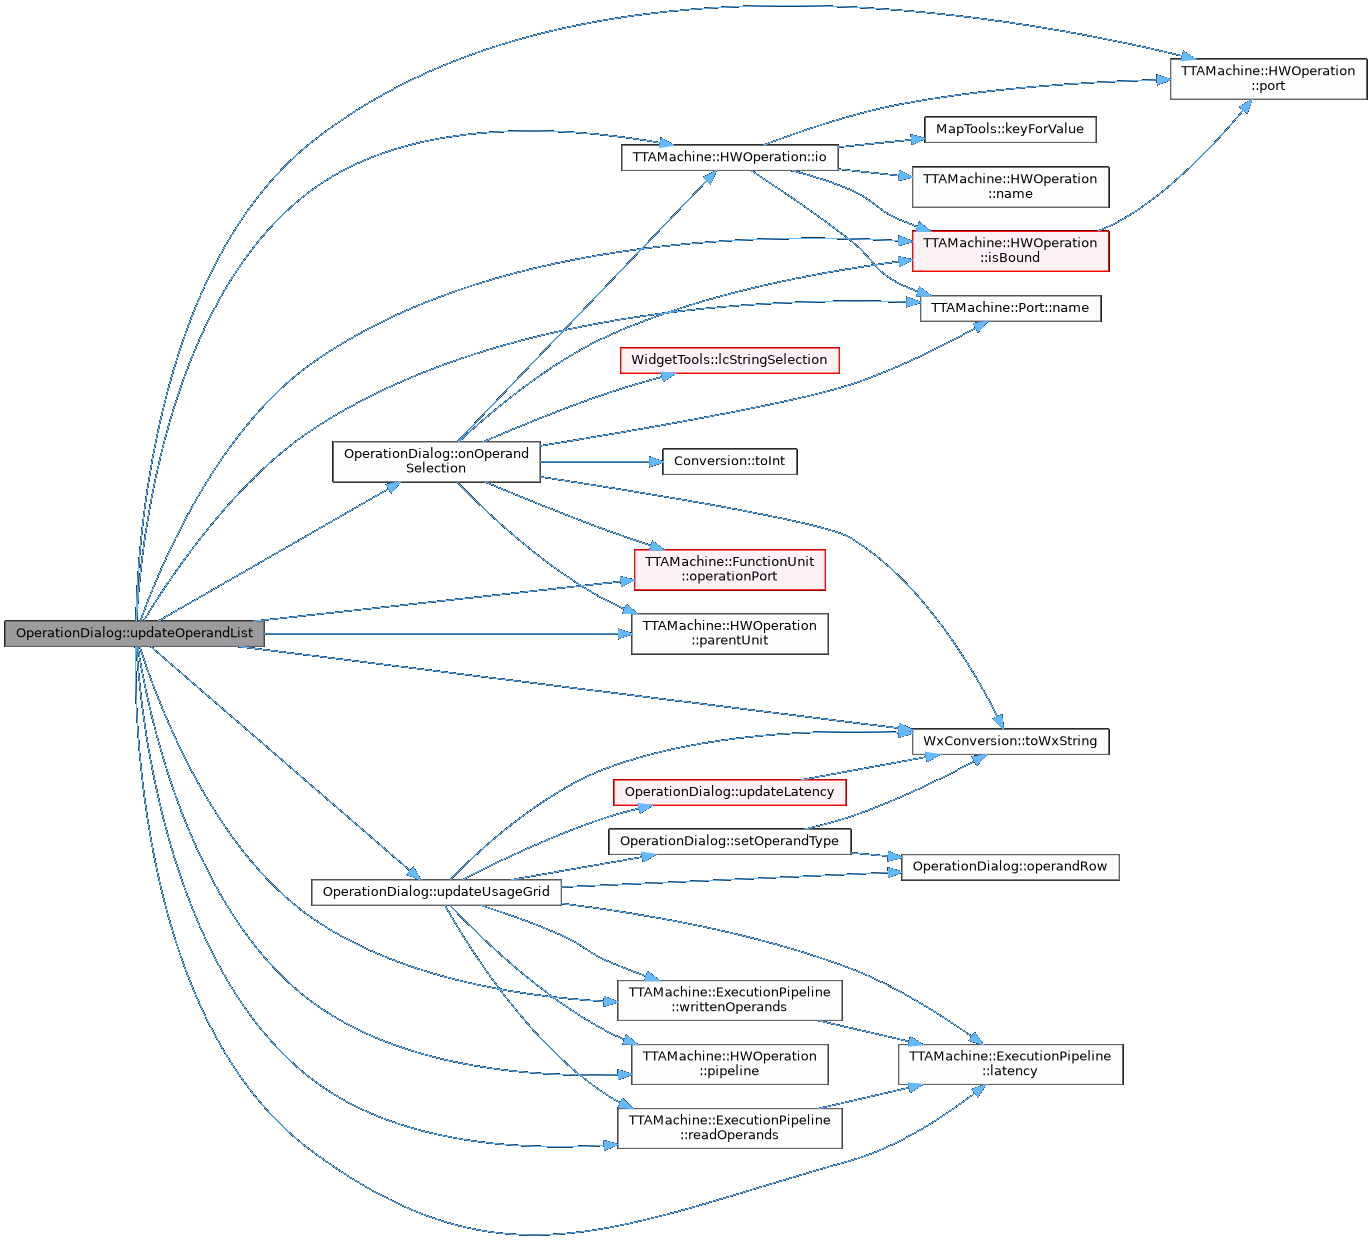 TTAMachine::HWOperation
::port
MapTools::keyForValue
TTAMachine::HWOperation::io
TTAMachine::HWOperation
::name
TTAMachine::HWOperation
::isBound
TTAMachine::Port::name
WidgetTools::lcStringSelection
OperationDialog::onOperand
Selection
Conversion::toInt
TTAMachine::FunctionUnit
::operationPort
OperationDialog::updateOperandList
TTAMachine::HWOperation
::parentUnit
WxConversion::toWxString
OperationDialog::updateLatency
OperationDialog::setOperandType
OperationDialog::operandRow
OperationDialog::updateUsageGrid
TTAMachine::ExecutionPipeline
::writtenOperands
TTAMachine::HWOperation
::pipeline
TTAMachine::ExecutionPipeline
::latency
TTAMachine::ExecutionPipeline
::readOperands